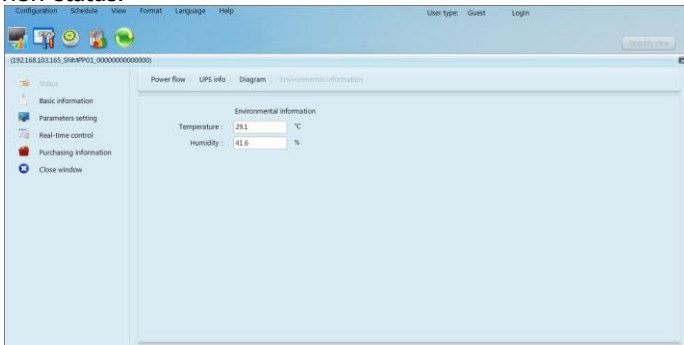 Configuration Schedule View Format Language Help User type: Guest Login
Graphic view
(192.168.103.165_SNMPP01_00000000000000)
Status
Basic information
Parameters setting
Real-time control
Purchasing information
Close window
Power flow UPS info Diagram Environmental information
Environmental information
Temperature : 29.1 ℃
Humidity : 41.6 %